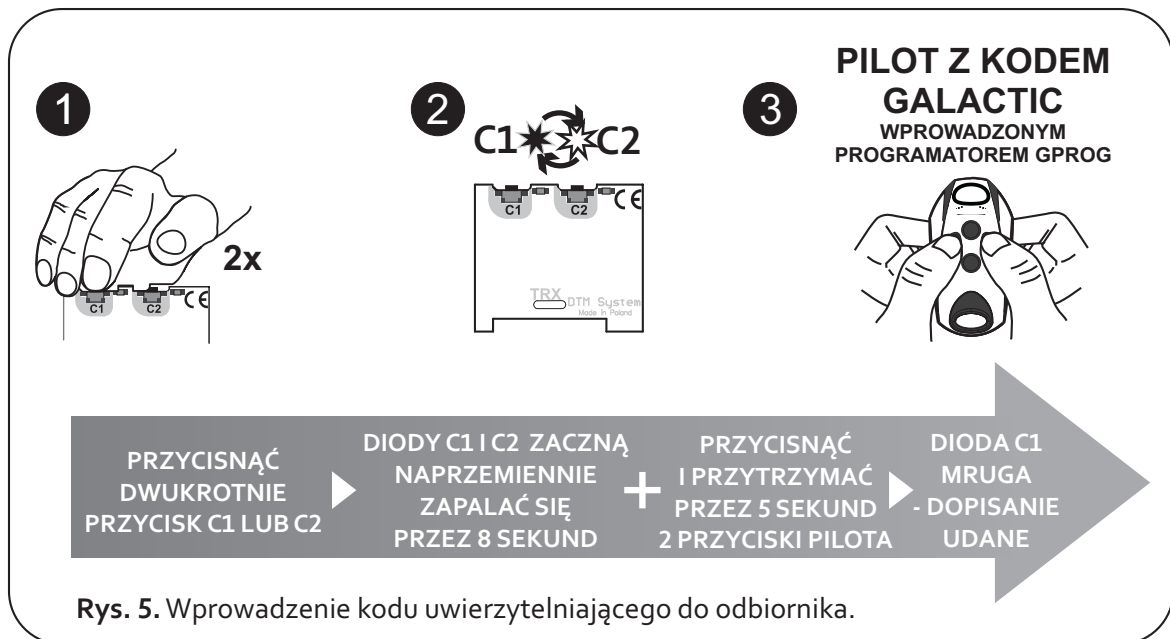 1
2x
C1
C2
CE
2
C1
C2
C1
C2
CE
TRX
DTM System
Made in Poland
3
PILOT Z KODEM
GALACTIC
WPROWADZONYM
PROGRAMATOREM GPROG
PRZYCISNĄĆ
DWUKROTNIE
PRZYCISK C1 LUB C2
DIODY C1 I C2 ZACZNĄ
NAPRZEMIENNIE
ZAPALAĆ SIĘ
PRZEZ 8 SEKUND
+
PRZYCISNĄĆ
I PRZYTRZYMAĆ
PRZEZ 5 SEKUND
2 PRZYCISKI PILOTA
DIODA C1
MRUGA
- DOPISANIE
UDANE
Rys. 5. Wprowadzenie kodu uwierzytelniającego do odbiornika.